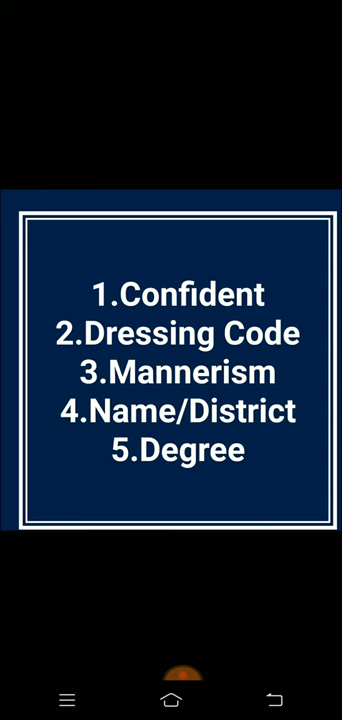 1.Confident
2.Dressing Code
3.Mannerism
4.Name/District
5.Degree